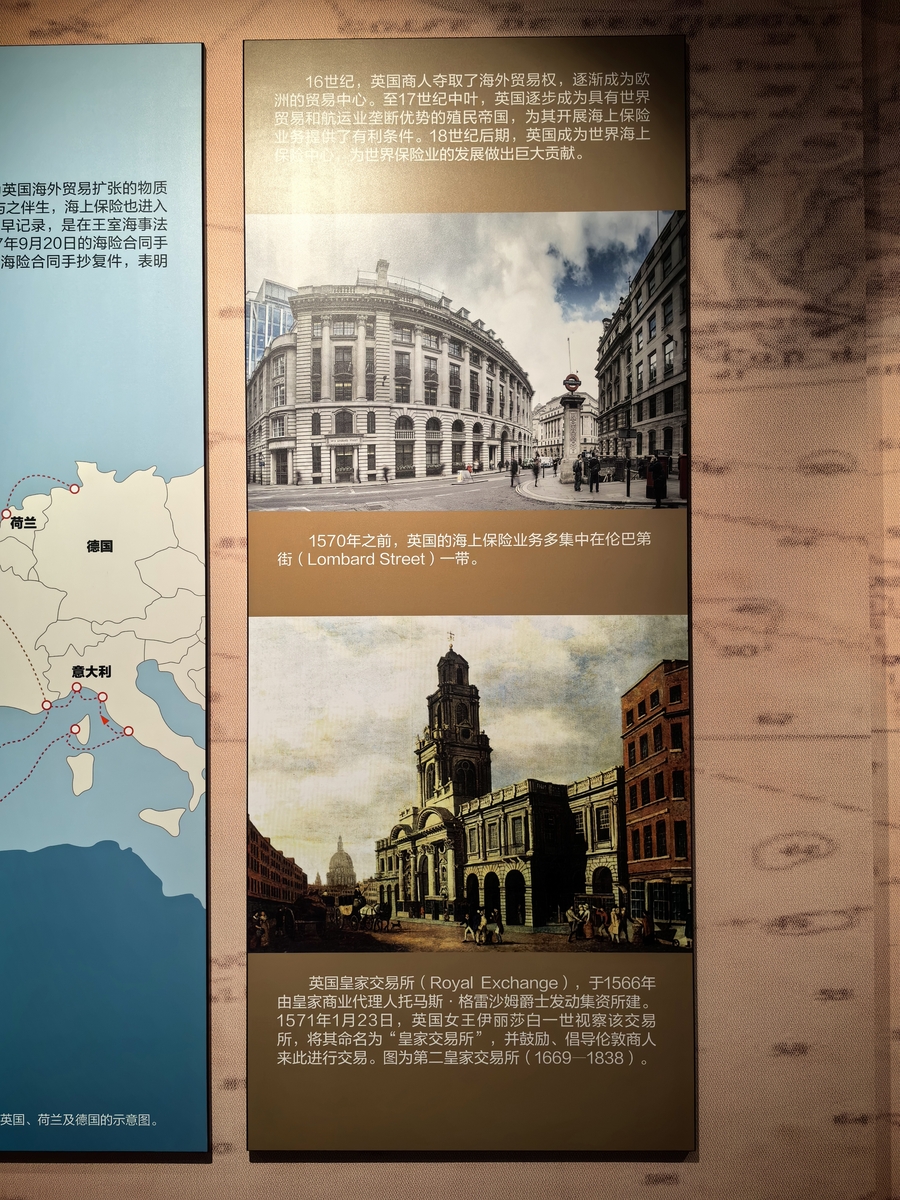 英国海外贸易扩张的物质
与之伴生，海上保险也进入
早记录，是在王室海事法
7年9月20日的海险合同手
海险合同手抄复件，表明
荷兰
德国
意大利
英国、荷兰及德国的示意图。
16世纪，英国商人夺取了海外贸易权，逐渐成为欧
洲的贸易中心。至17世纪中叶，英国逐步成为具有世界
贸易和航运业垄断优势的殖民帝国，为其开展海上保险
业务提供了有利条件。18世纪后期，英国成为世界海上
保险中心，为世界保险业的发展做出巨大贡献。
1570年之前，英国的海上保险业务多集中在伦巴第
街（Lombard Street）一带。
英国皇家交易所（Royal Exchange），于1566年
由皇家商业代理人托马斯·格雷沙姆爵士发动集资所建。
1571年1月23日，英国女王伊丽莎白一世视察该交易
所，将其命名为“皇家交易所”，并鼓励、倡导伦敦商人
来此进行交易。图为第二皇家交易所（1669—1838）。